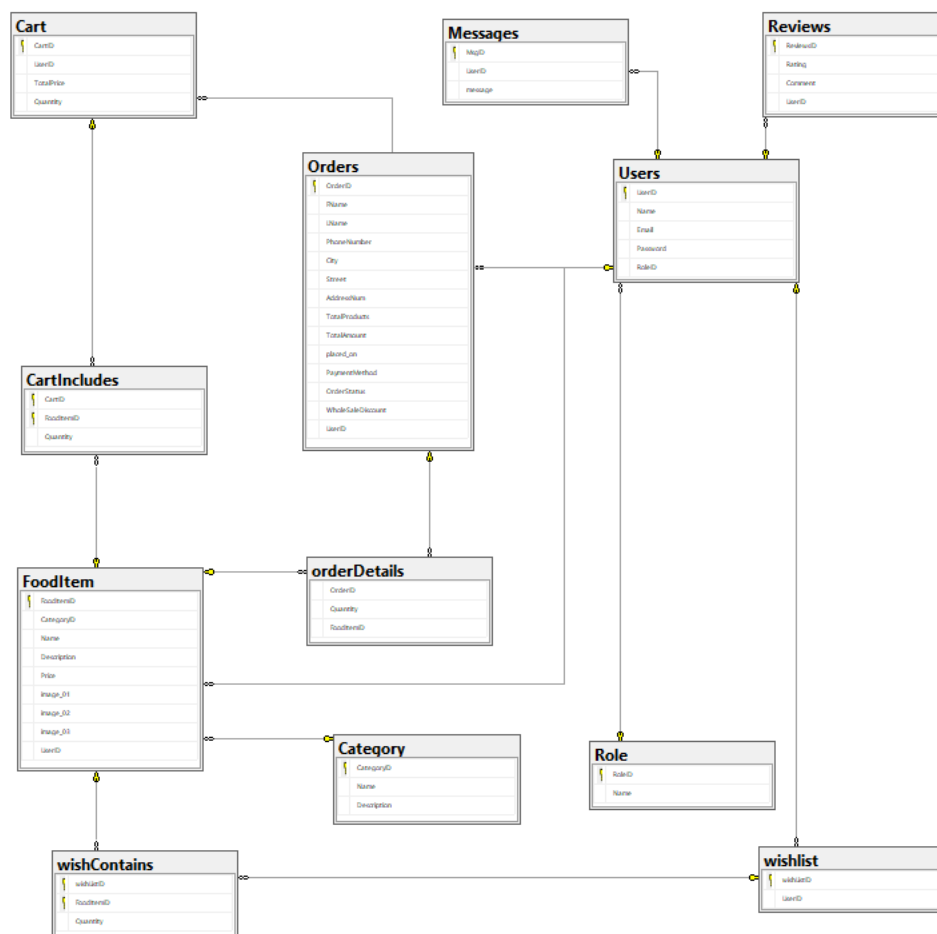 Cart
CartID
UserID
TotalPrice
Quantity
Messages
MsgID
UserID
message
Reviews
ReviewsID
Rating
Comment
UserID
Orders
OrderID
FName
LName
PhoneNumber
City
Street
AddressNum
TotalProducts
TotalAmount
placed_on
PaymentMethod
OrderStatus
WholeSaleDiscount
UserID
Users
UserID
Name
Email
Password
RoleID
CartIncludes
CartID
FoodItemID
Quantity
FoodItem
FoodItemID
CategoryID
Name
Description
Price
image_01
image_02
image_03
UserID
orderDetails
OrderID
Quantity
FoodItemID
Category
CategoryID
Name
Description
Role
RoleID
Name
wishContains
wishlistID
FoodItemID
Quantity
wishlist
wishlistID
UserID